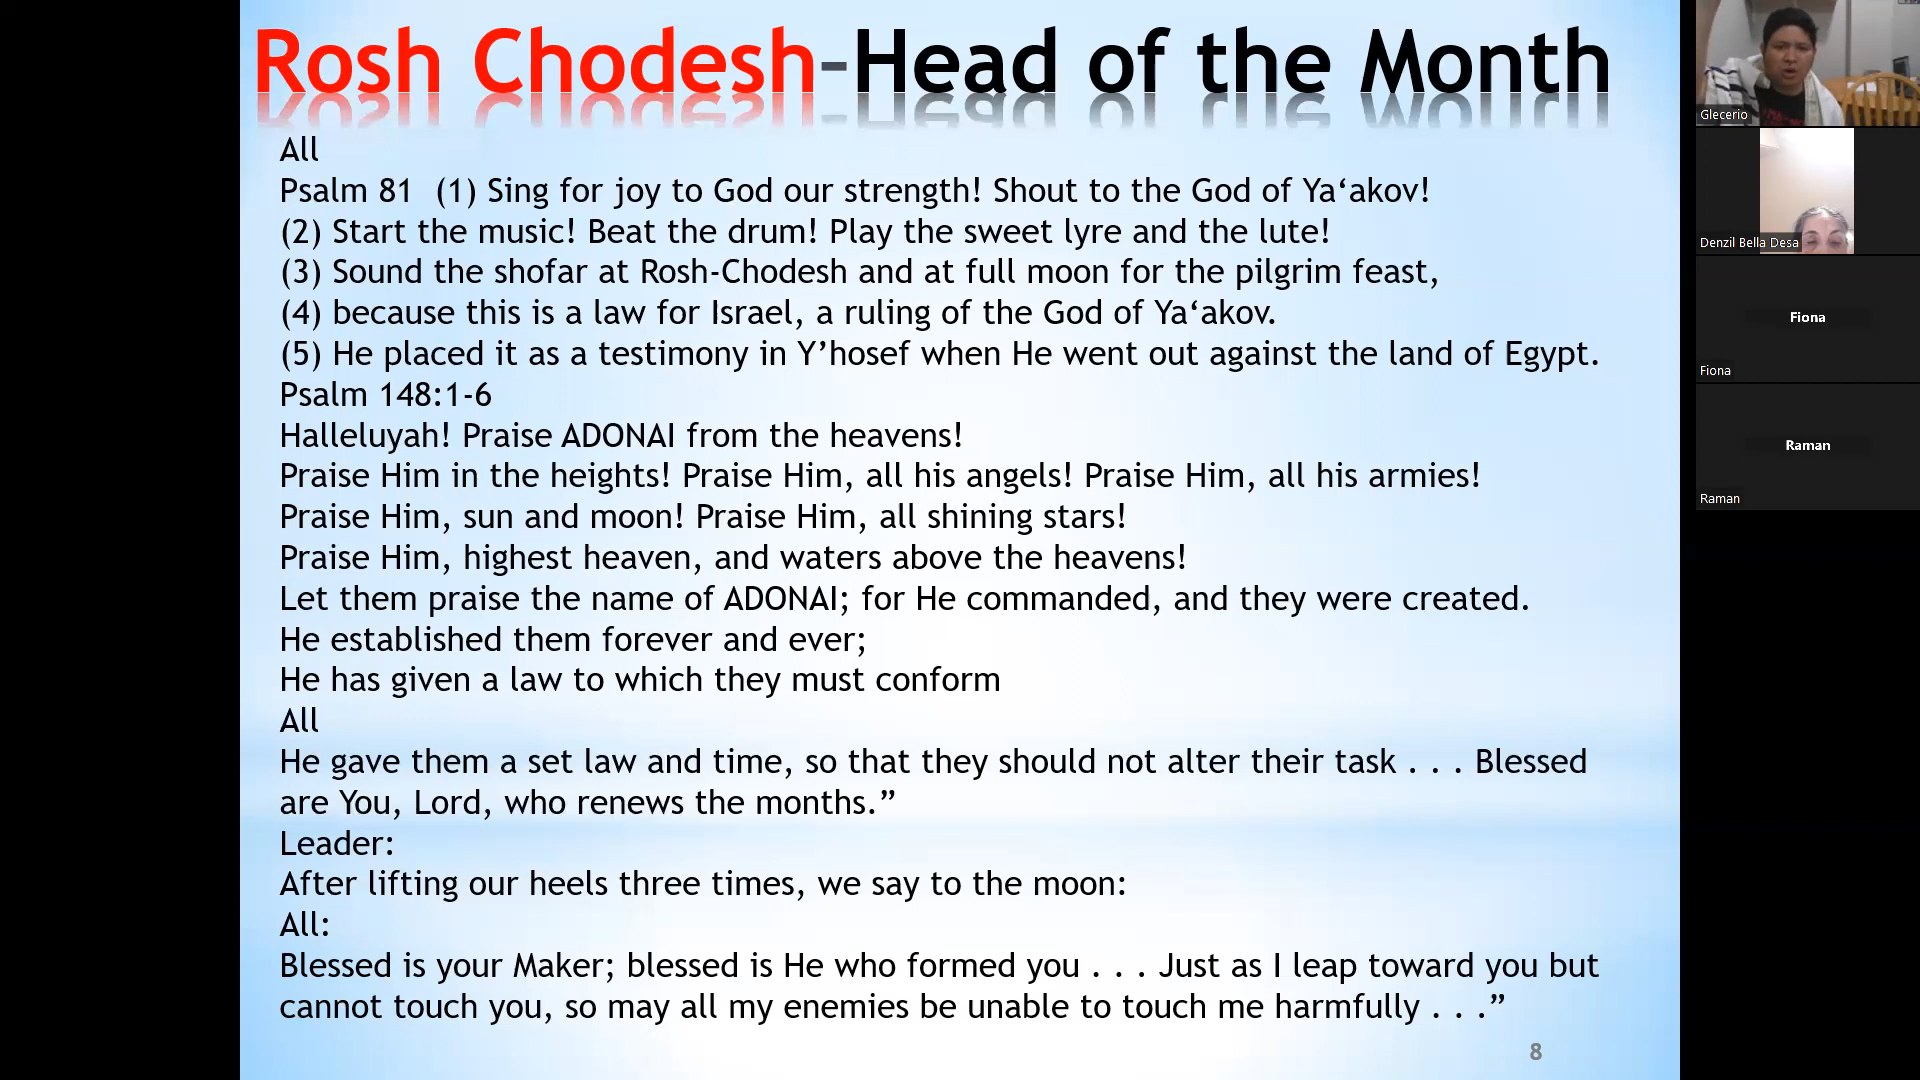 Rosh Chodesh-Head of the Month
All
Psalm 81  (1) Sing for joy to God our strength! Shout to the God of Ya‘akov!
(2) Start the music! Beat the drum! Play the sweet lyre and the lute!
(3) Sound the shofar at Rosh-Chodesh and at full moon for the pilgrim feast,
(4) because this is a law for Israel, a ruling of the God of Ya‘akov.
(5) He placed it as a testimony in Y’hosef when He went out against the land of Egypt.
Psalm 148:1-6
Halleluyah! Praise ADONAI from the heavens!
Praise Him in the heights! Praise Him, all his angels! Praise Him, all his armies!
Praise Him, sun and moon! Praise Him, all shining stars!
Praise Him, highest heaven, and waters above the heavens!
Let them praise the name of ADONAI; for He commanded, and they were created.
He established them forever and ever;
He has given a law to which they must conform
All
He gave them a set law and time, so that they should not alter their task . . . Blessed
are You, Lord, who renews the months.”
Leader:
After lifting our heels three times, we say to the moon:
All:
Blessed is your Maker; blessed is He who formed you . . . Just as I leap toward you but
cannot touch you, so may all my enemies be unable to touch me harmfully . . .”
8
Glecerio
Denzil Bella Desa
Fiona
Fiona
Raman
Raman